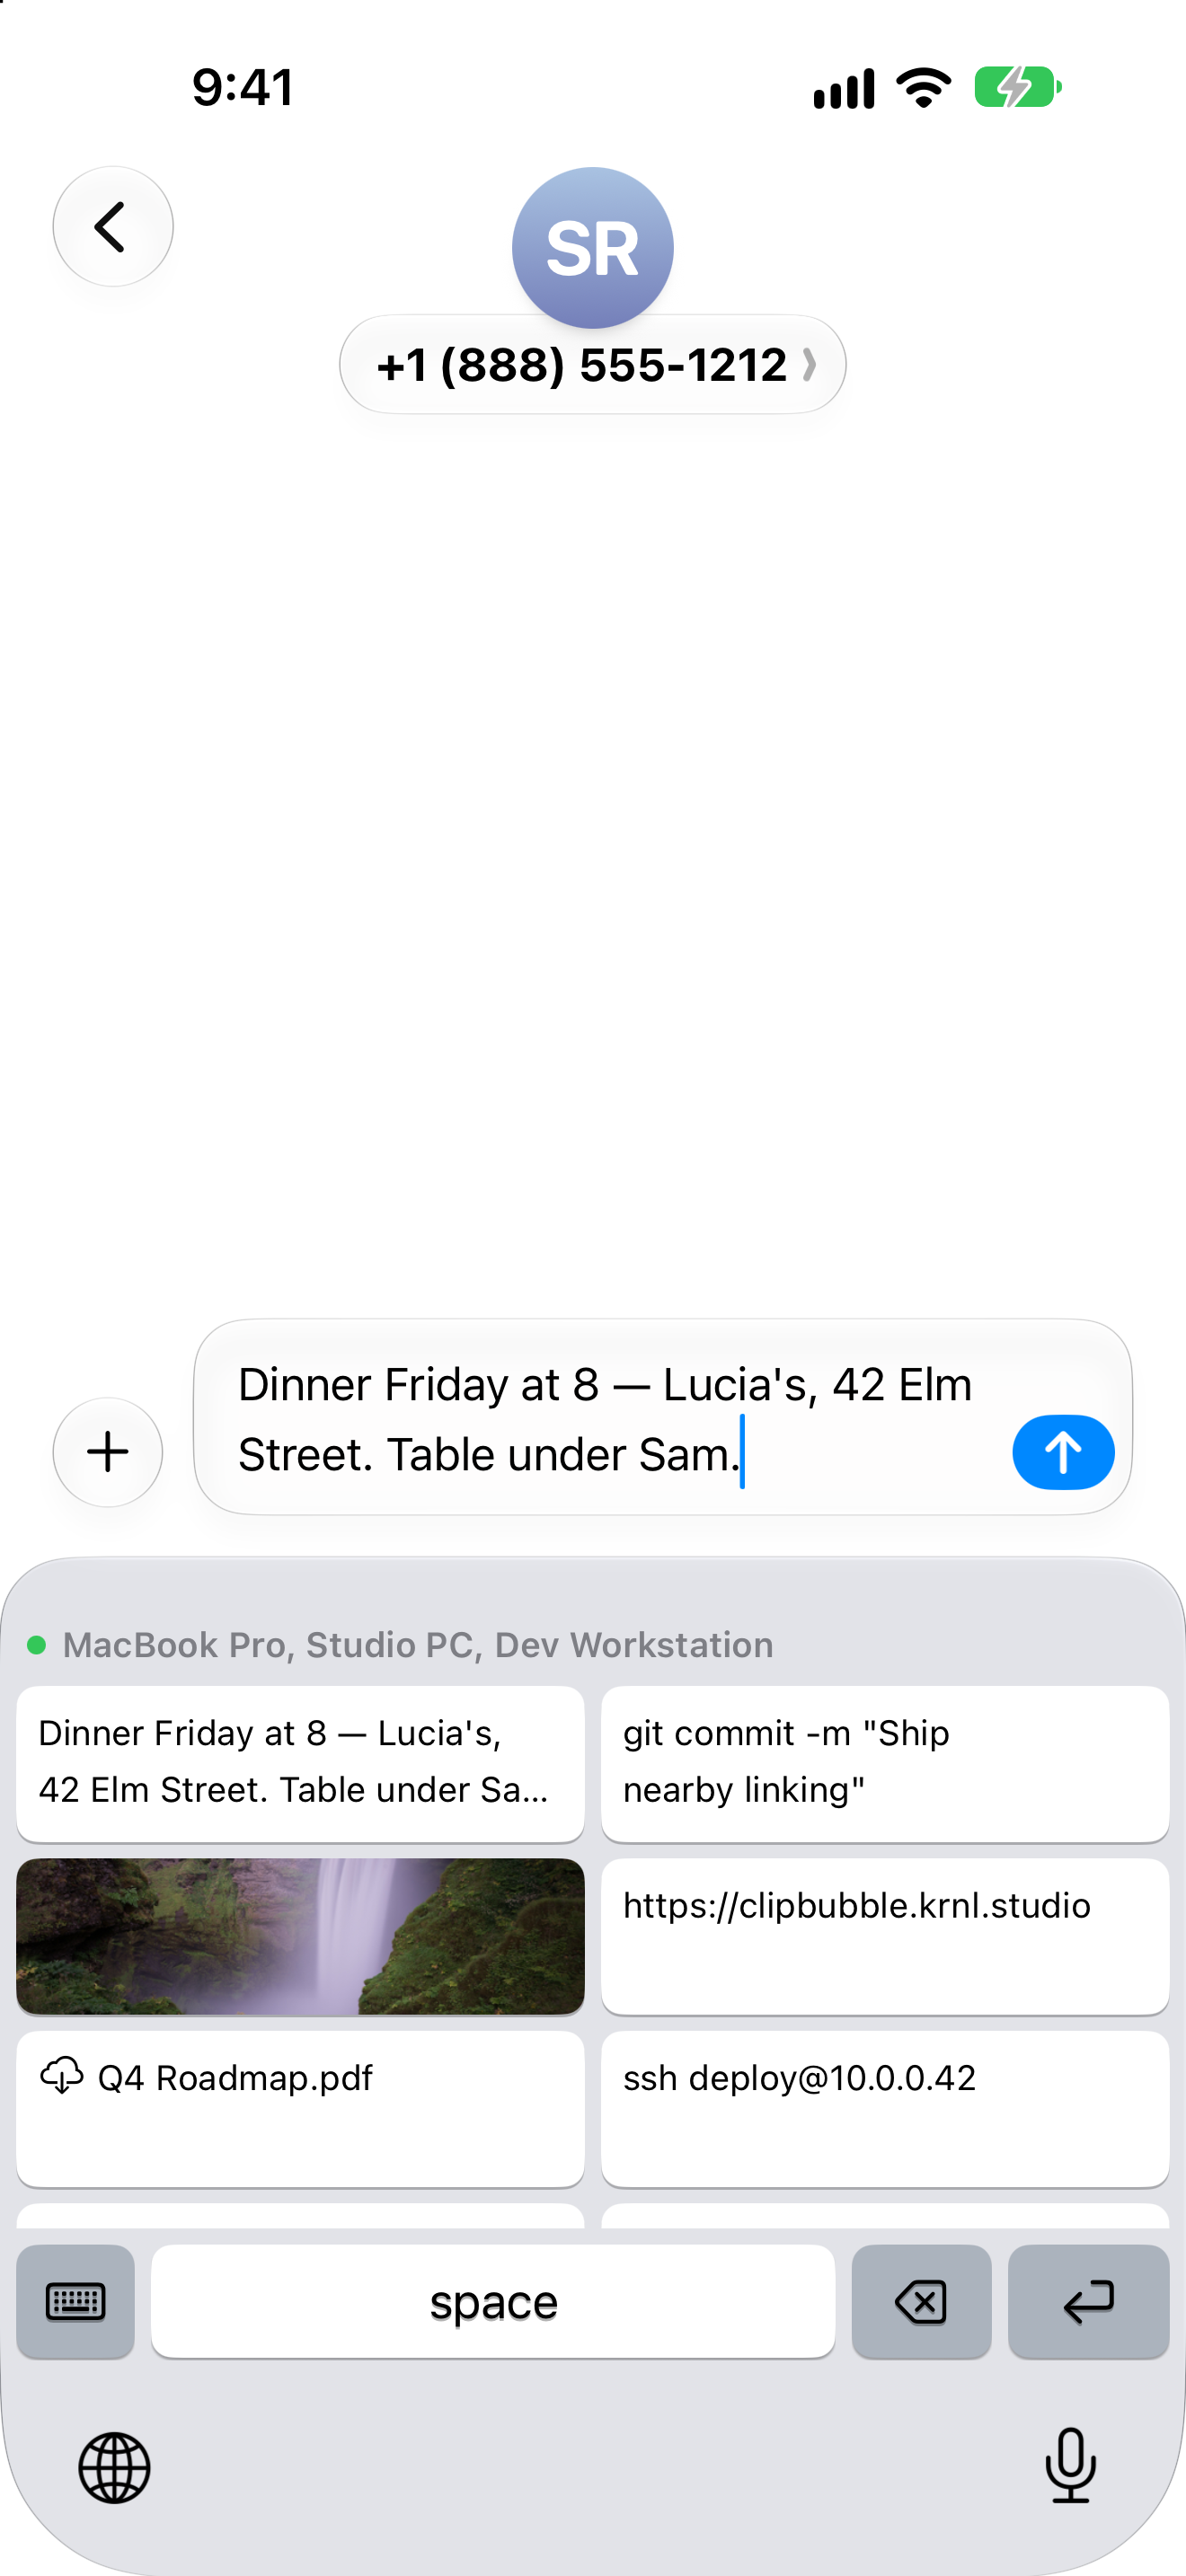 9:41
SR
+1 (888) 555-1212
Dinner Friday at 8 — Lucia's, 42 Elm
Street. Table under Sam.
MacBook Pro, Studio PC, Dev Workstation
Dinner Friday at 8 — Lucia's,
42 Elm Street. Table under Sa...
git commit -m "Ship
nearby linking"
https://clipbubble.krnl.studio
Q4 Roadmap.pdf
ssh deploy@10.0.0.42
space